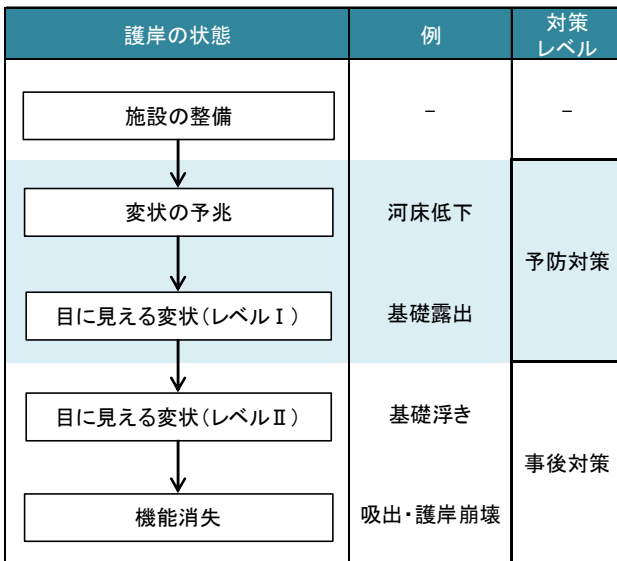 護岸の状態
例
対策
レベル
施設の整備
－
－
変状の予兆
河床低下
予防対策
目に見える変状(レベルⅠ)
基礎露出
目に見える変状(レベルⅡ)
基礎浮き
事後対策
機能消失
吸出・護岸崩壊